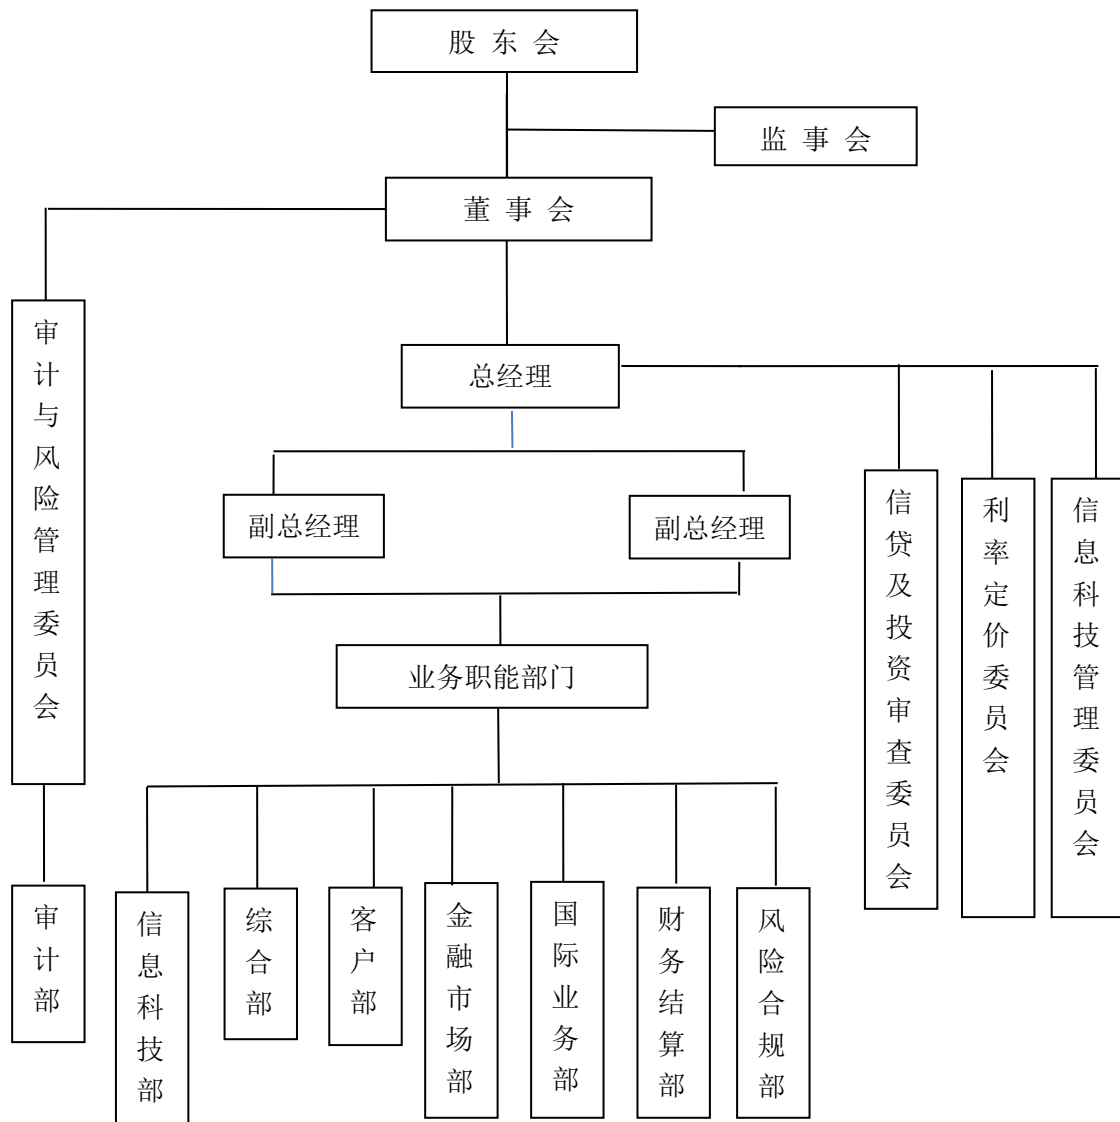 股 东 会
监 事 会
董 事 会
审计与风险管理委员会
总经理
副总经理
副总经理
信贷及投资审查委员会
利率定价委员会
信息科技管理委员会
业务职能部门
审计部
信息科技部
综合部
客户部
金融市场部
国际业务部
财务结算部
风险合规部